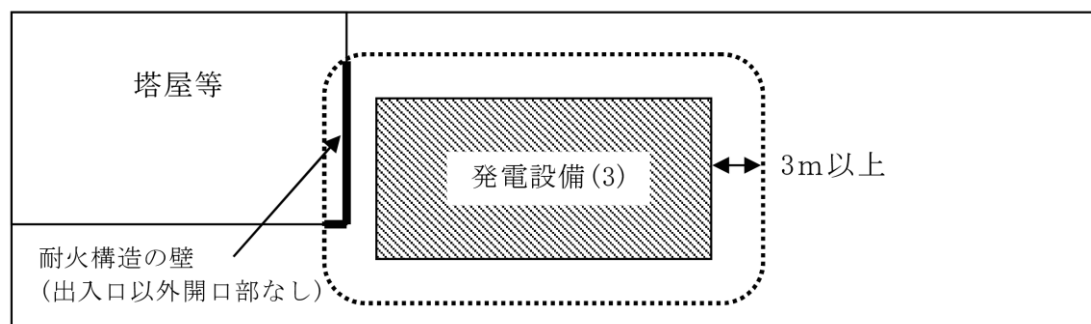 塔屋等
発電設備(3)
3m以上
耐火構造の壁
(出入口以外開口部なし)